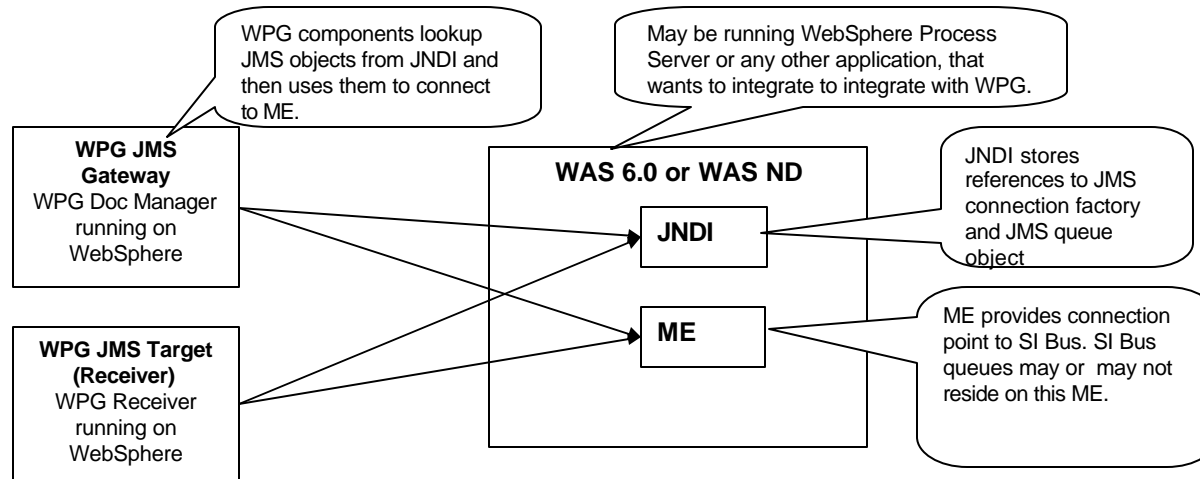 WPG components lookup
JMS objects from JNDI and
then uses them to connect
to ME.
May be running WebSphere Process
Server or any other application, that
wants to integrate to integrate with WPG.
WPG JMS
Gateway
WPG Doc Manager
running on
WebSphere
WAS 6.0 or WAS ND
JNDI
JNDI stores
references to JMS
connection factory
and JMS queue
object
ME
ME provides connection
point to SI Bus. SI Bus
queues may or may not
reside on this ME.
WPG JMS Target
(Receiver)
WPG Receiver
running on
WebSphere